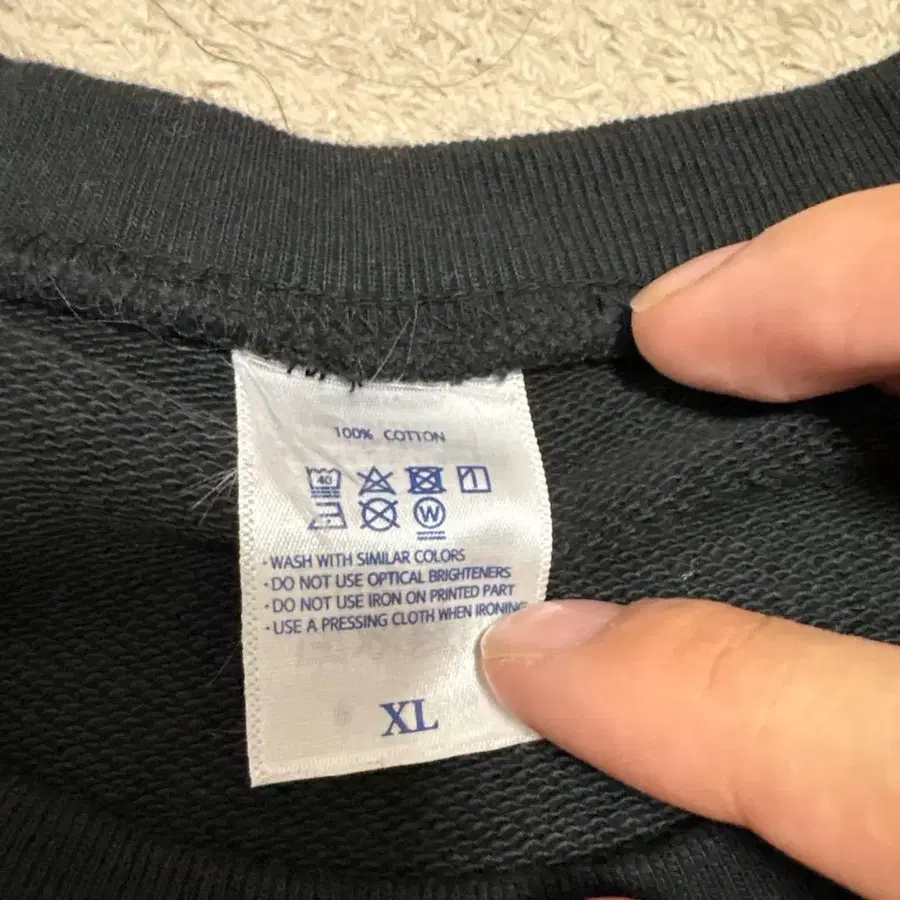 100% COTTON
40
W
· WASH WITH SIMILAR COLORS
· DO NOT USE OPTICAL BRIGHTENERS
· DO NOT USE IRON ON PRINTED PART
· USE A PRESSING CLOTH WHEN IRONING
XL